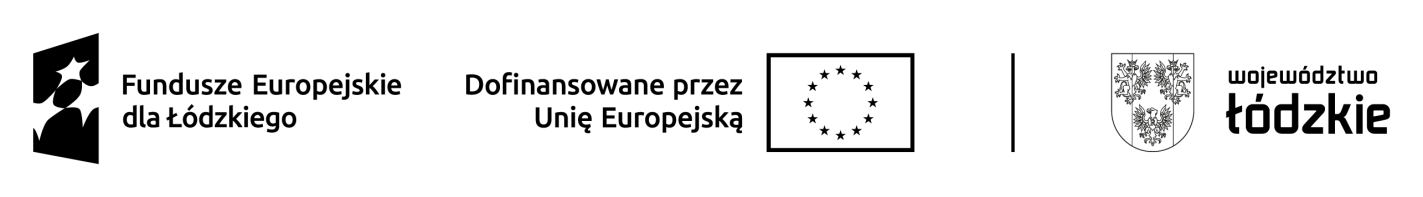 Fundusze Europejskie
dla Łódzkiego
Dofinansowane przez
Unię Europejską
województwo
łódzkie